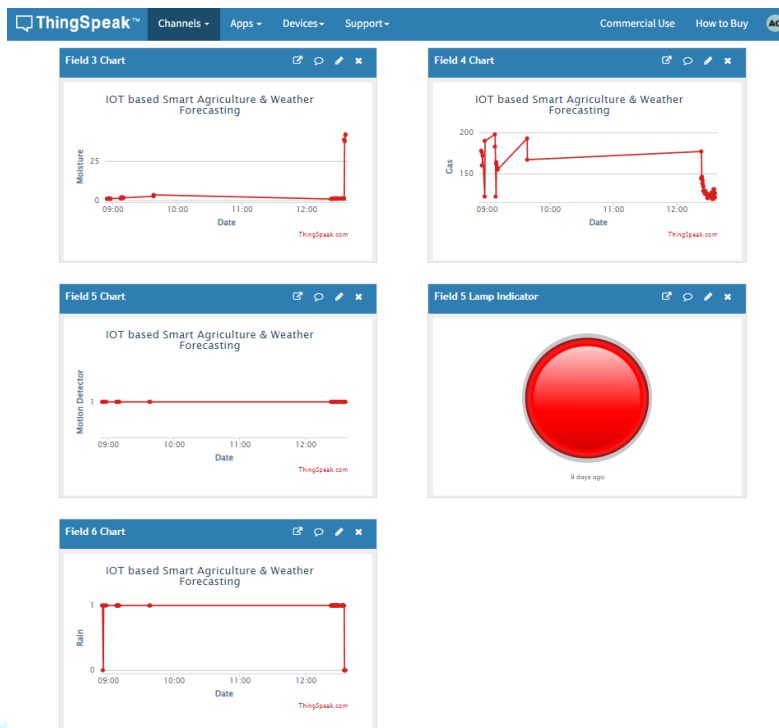 ThingSpeak™ Channels Apps Devices Support Commercial Use How to Buy AC
Field 3 Chart
IOT based Smart Agriculture & Weather
Forecasting
Moisture
25
0
09:00 10:00 11:00 12:00
Date
ThingSpeak.com
Field 4 Chart
IOT based Smart Agriculture & Weather
Forecasting
Gas
200
150
09:00 10:00 11:00 12:00
Date
ThingSpeak.com
Field 5 Chart
IOT based Smart Agriculture & Weather
Forecasting
Motion Detector
1
09:00 10:00 11:00 12:00
Date
ThingSpeak.com
Field 5 Lamp Indicator
9 days ago
Field 6 Chart
IOT based Smart Agriculture & Weather
Forecasting
Rain
1
0
09:00 10:00 11:00 12:00
Date
ThingSpeak.com